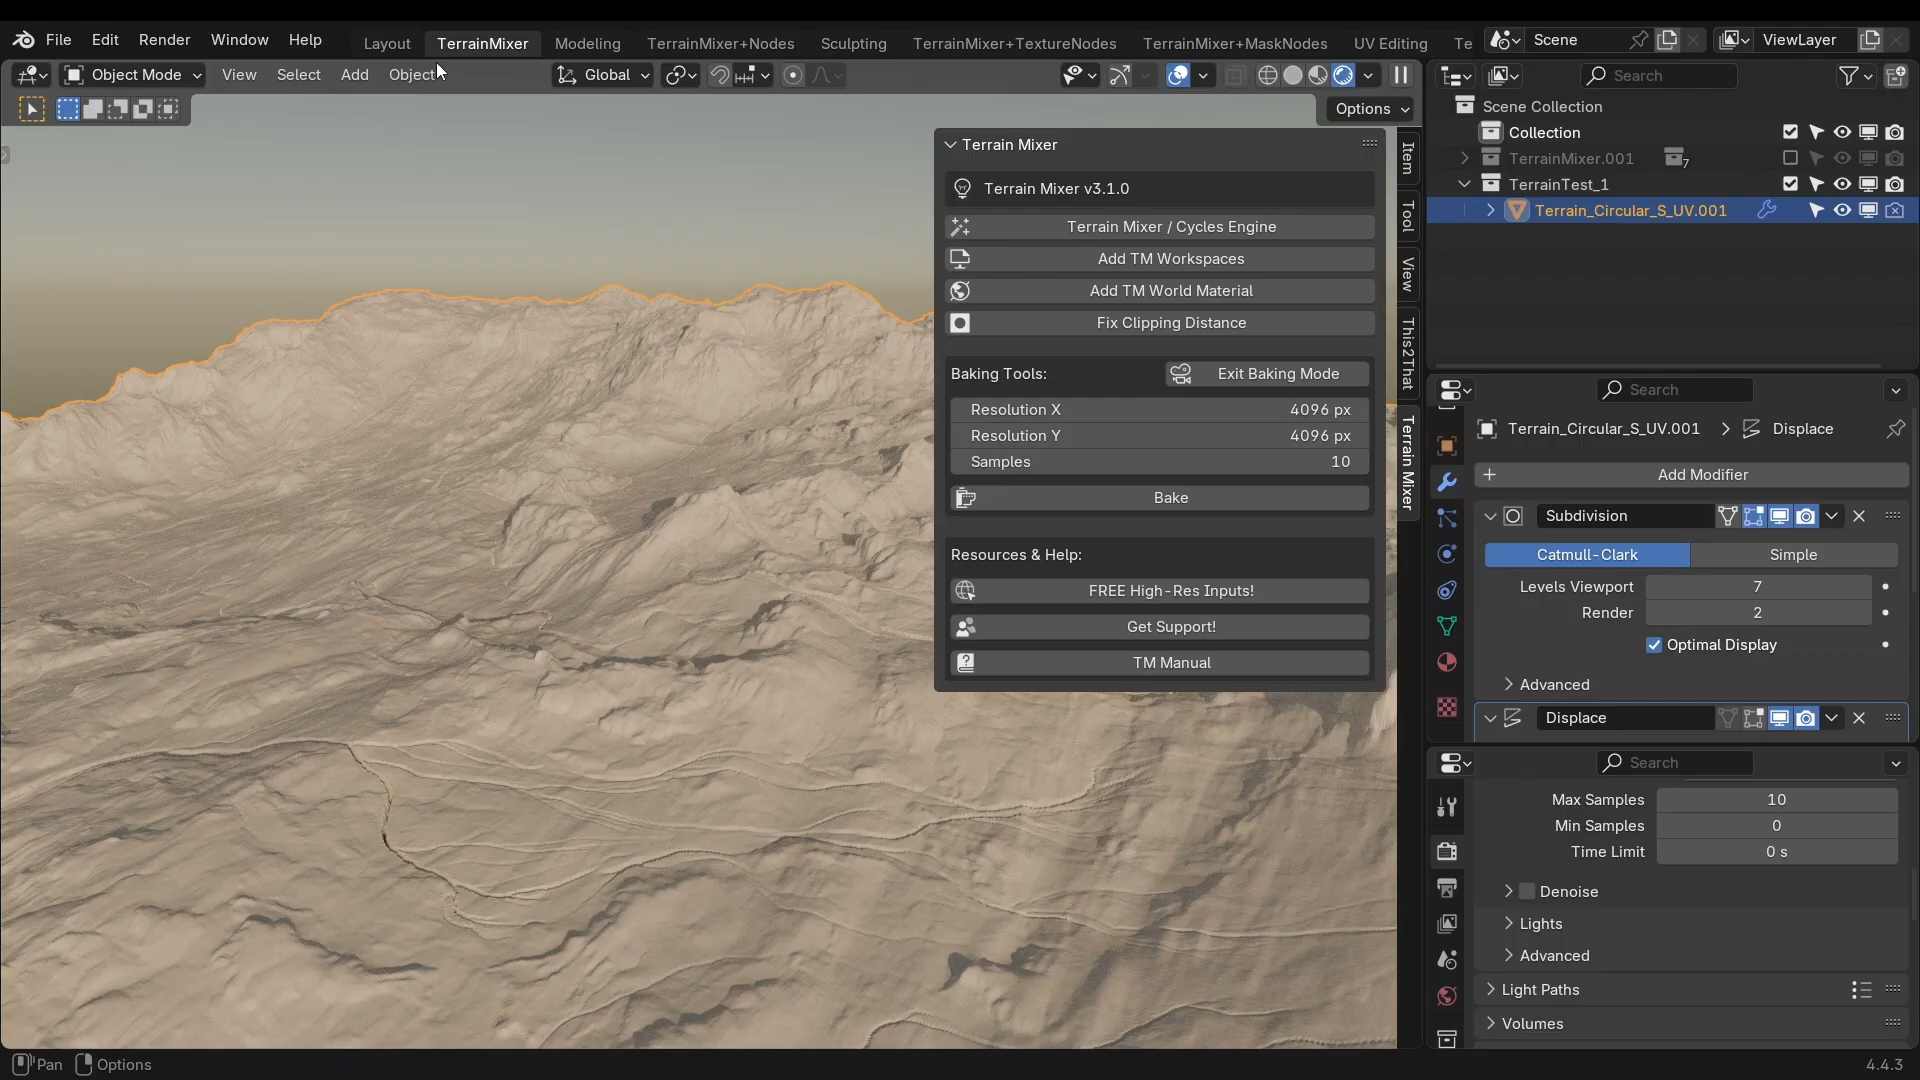 File Edit Render Window Help Layout TerrainMixer Modeling TerrainMixer+Nodes Sculpting TerrainMixer+TextureNodes TerrainMixer+MaskNodes UV Editing Te Scene ViewLayer
Object Mode View Select Add Object Global Search
Options
Scene Collection
Collection
TerrainMixer.001 7
TerrainTest_1
Terrain_Circular_S_UV.001
Terrain Mixer
Terrain Mixer v3.1.0
Terrain Mixer / Cycles Engine
Add TM Workspaces
Add TM World Material
Fix Clipping Distance
Baking Tools: Exit Baking Mode
Resolution X 4096 px
Resolution Y 4096 px
Samples 10
Bake
Resources & Help:
FREE High-Res Inputs!
Get Support!
TM Manual
Item
Tool
View
This2That
Terrain Mixer
Search
Terrain_Circular_S_UV.001 Displace
Add Modifier
Subdivision
Catmull-Clark Simple
Levels Viewport 7
Render 2
Optimal Display
Advanced
Displace
Search
Max Samples 10
Min Samples 0
Time Limit 0 s
Denoise
Lights
Advanced
Light Paths
Volumes
Pan Options 4.4.3